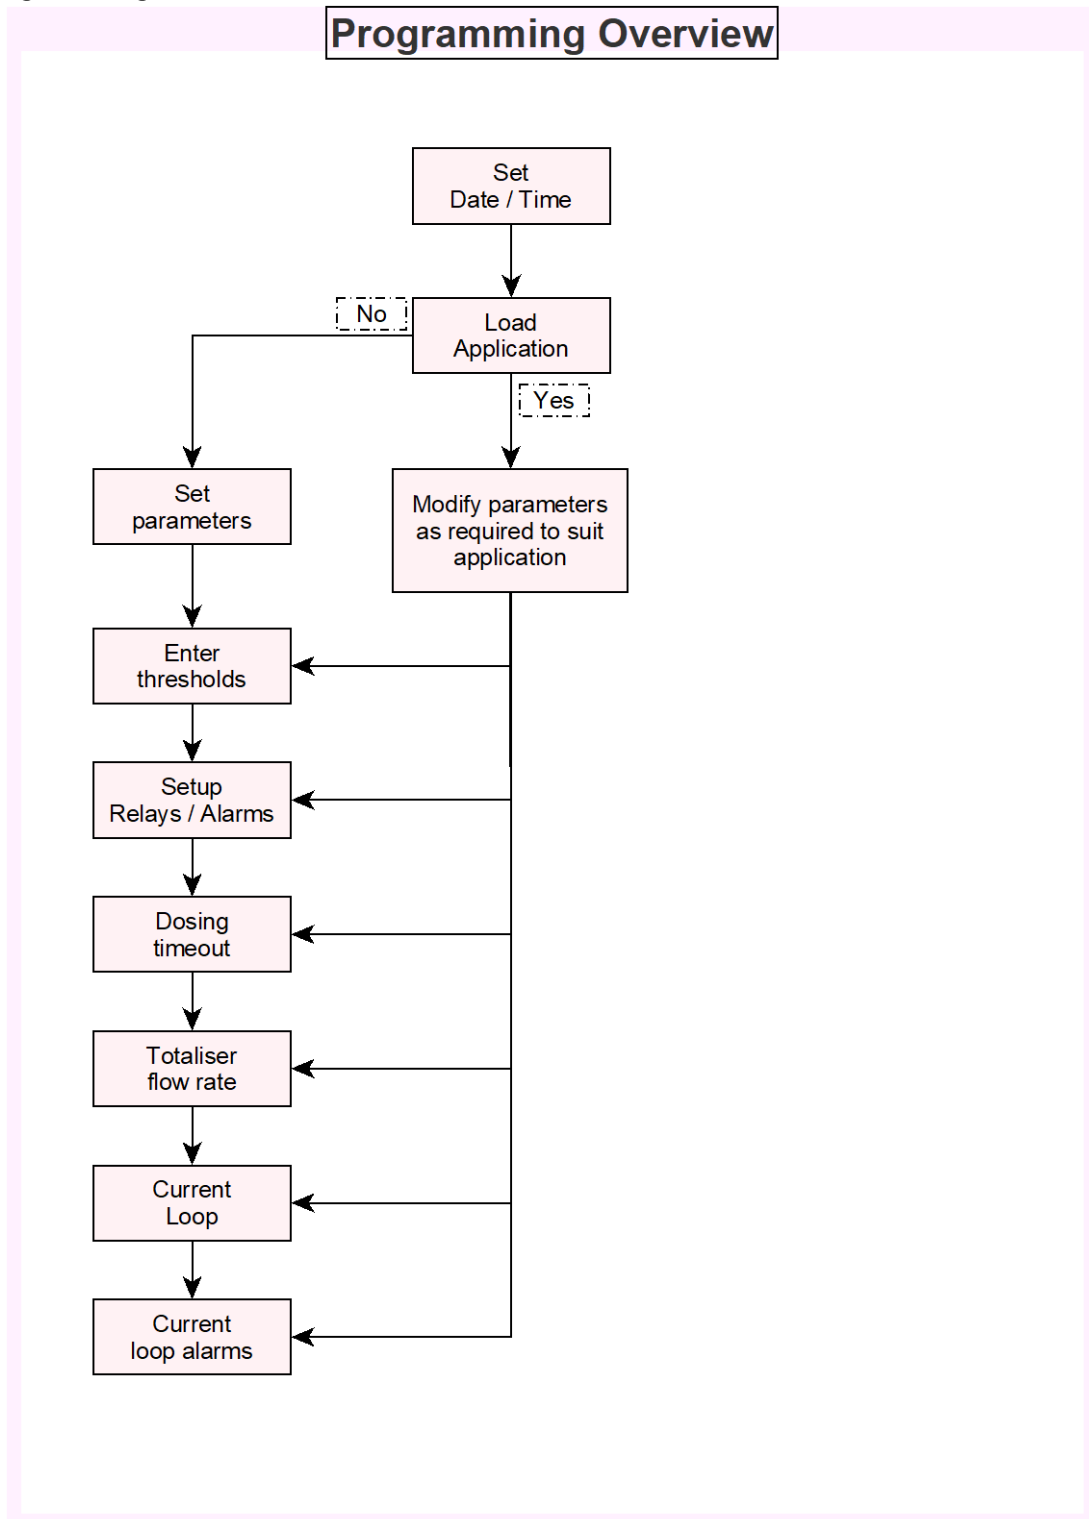 Programming Overview
Set
Date / Time
No
Load
Application
Yes
Set
parameters
Modify parameters
as required to suit
application
Enter
thresholds
Setup
Relays / Alarms
Dosing
timeout
Totaliser
flow rate
Current
Loop
Current
loop alarms